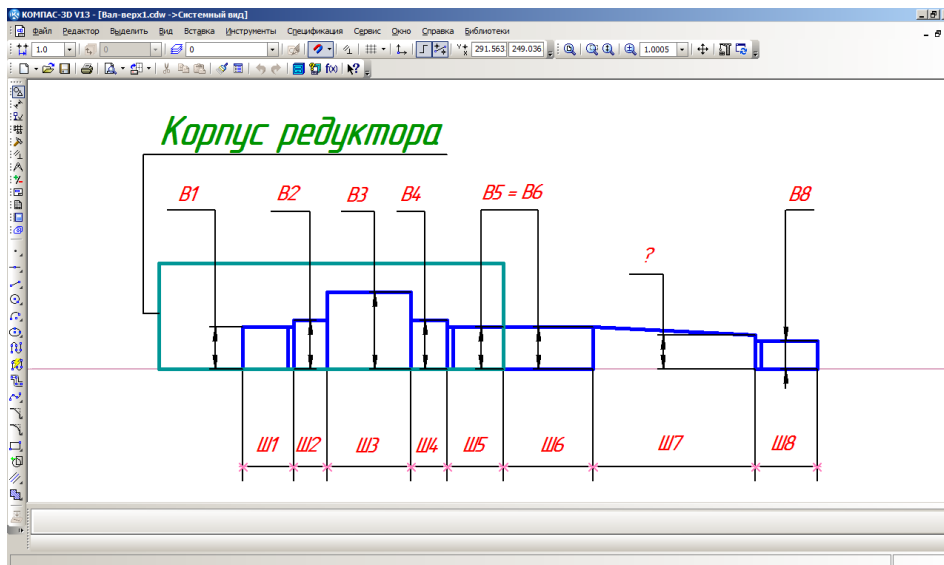 КОМПАС-3D V13 - [Вал-верх1.cdw ->Системный вид]
Файл Редактор Выделить Вид Вставка Инструменты Спецификация Сервис Окно Справка Библиотеки
1.0 0 0 291.563 249.036 1.0005
f(x)
Корпус редуктора
В1 В2 В3 В4 В5 = В6 В8
?
Ш1 Ш2 Ш3 Ш4 Ш5 Ш6 Ш7 Ш8